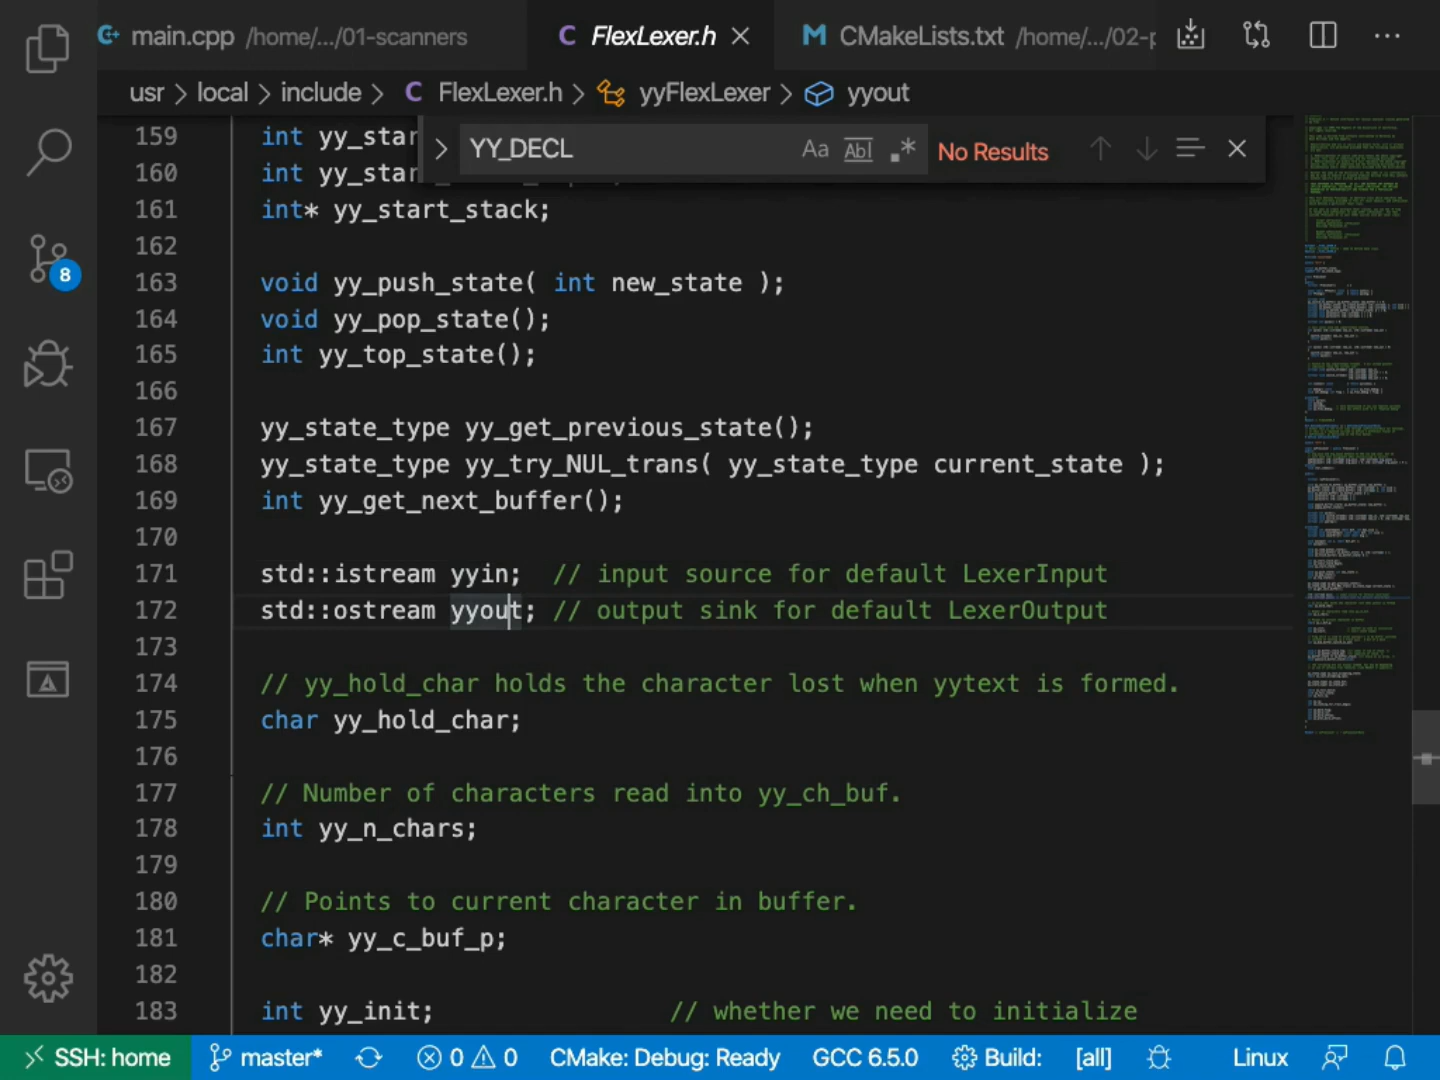 main.cpp /home/.../01-scanners
FlexLexer.h
CMakeLists.txt /home/.../02-p
usr > local > include > C FlexLexer.h > yyFlexLexer > yyout
YY_DECL
Aa Abl .* No Results
159 int yy_star
160 int yy_star
161 int* yy_start_stack;
162
163 void yy_push_state( int new_state );
164 void yy_pop_state();
165 int yy_top_state();
166
167 yy_state_type yy_get_previous_state();
168 yy_state_type yy_try_NUL_trans( yy_state_type current_state );
169 int yy_get_next_buffer();
170
171 std::istream yyin;  // input source for default LexerInput
172 std::ostream yyout; // output sink for default LexerOutput
173
174 // yy_hold_char holds the character lost when yytext is formed.
175 char yy_hold_char;
176
177 // Number of characters read into yy_ch_buf.
178 int yy_n_chars;
179
180 // Points to current character in buffer.
181 char* yy_c_buf_p;
182
183 int yy_init; // whether we need to initialize
8
SSH: home master* 0 0 CMake: Debug: Ready GCC 6.5.0 Build: [all] Linux